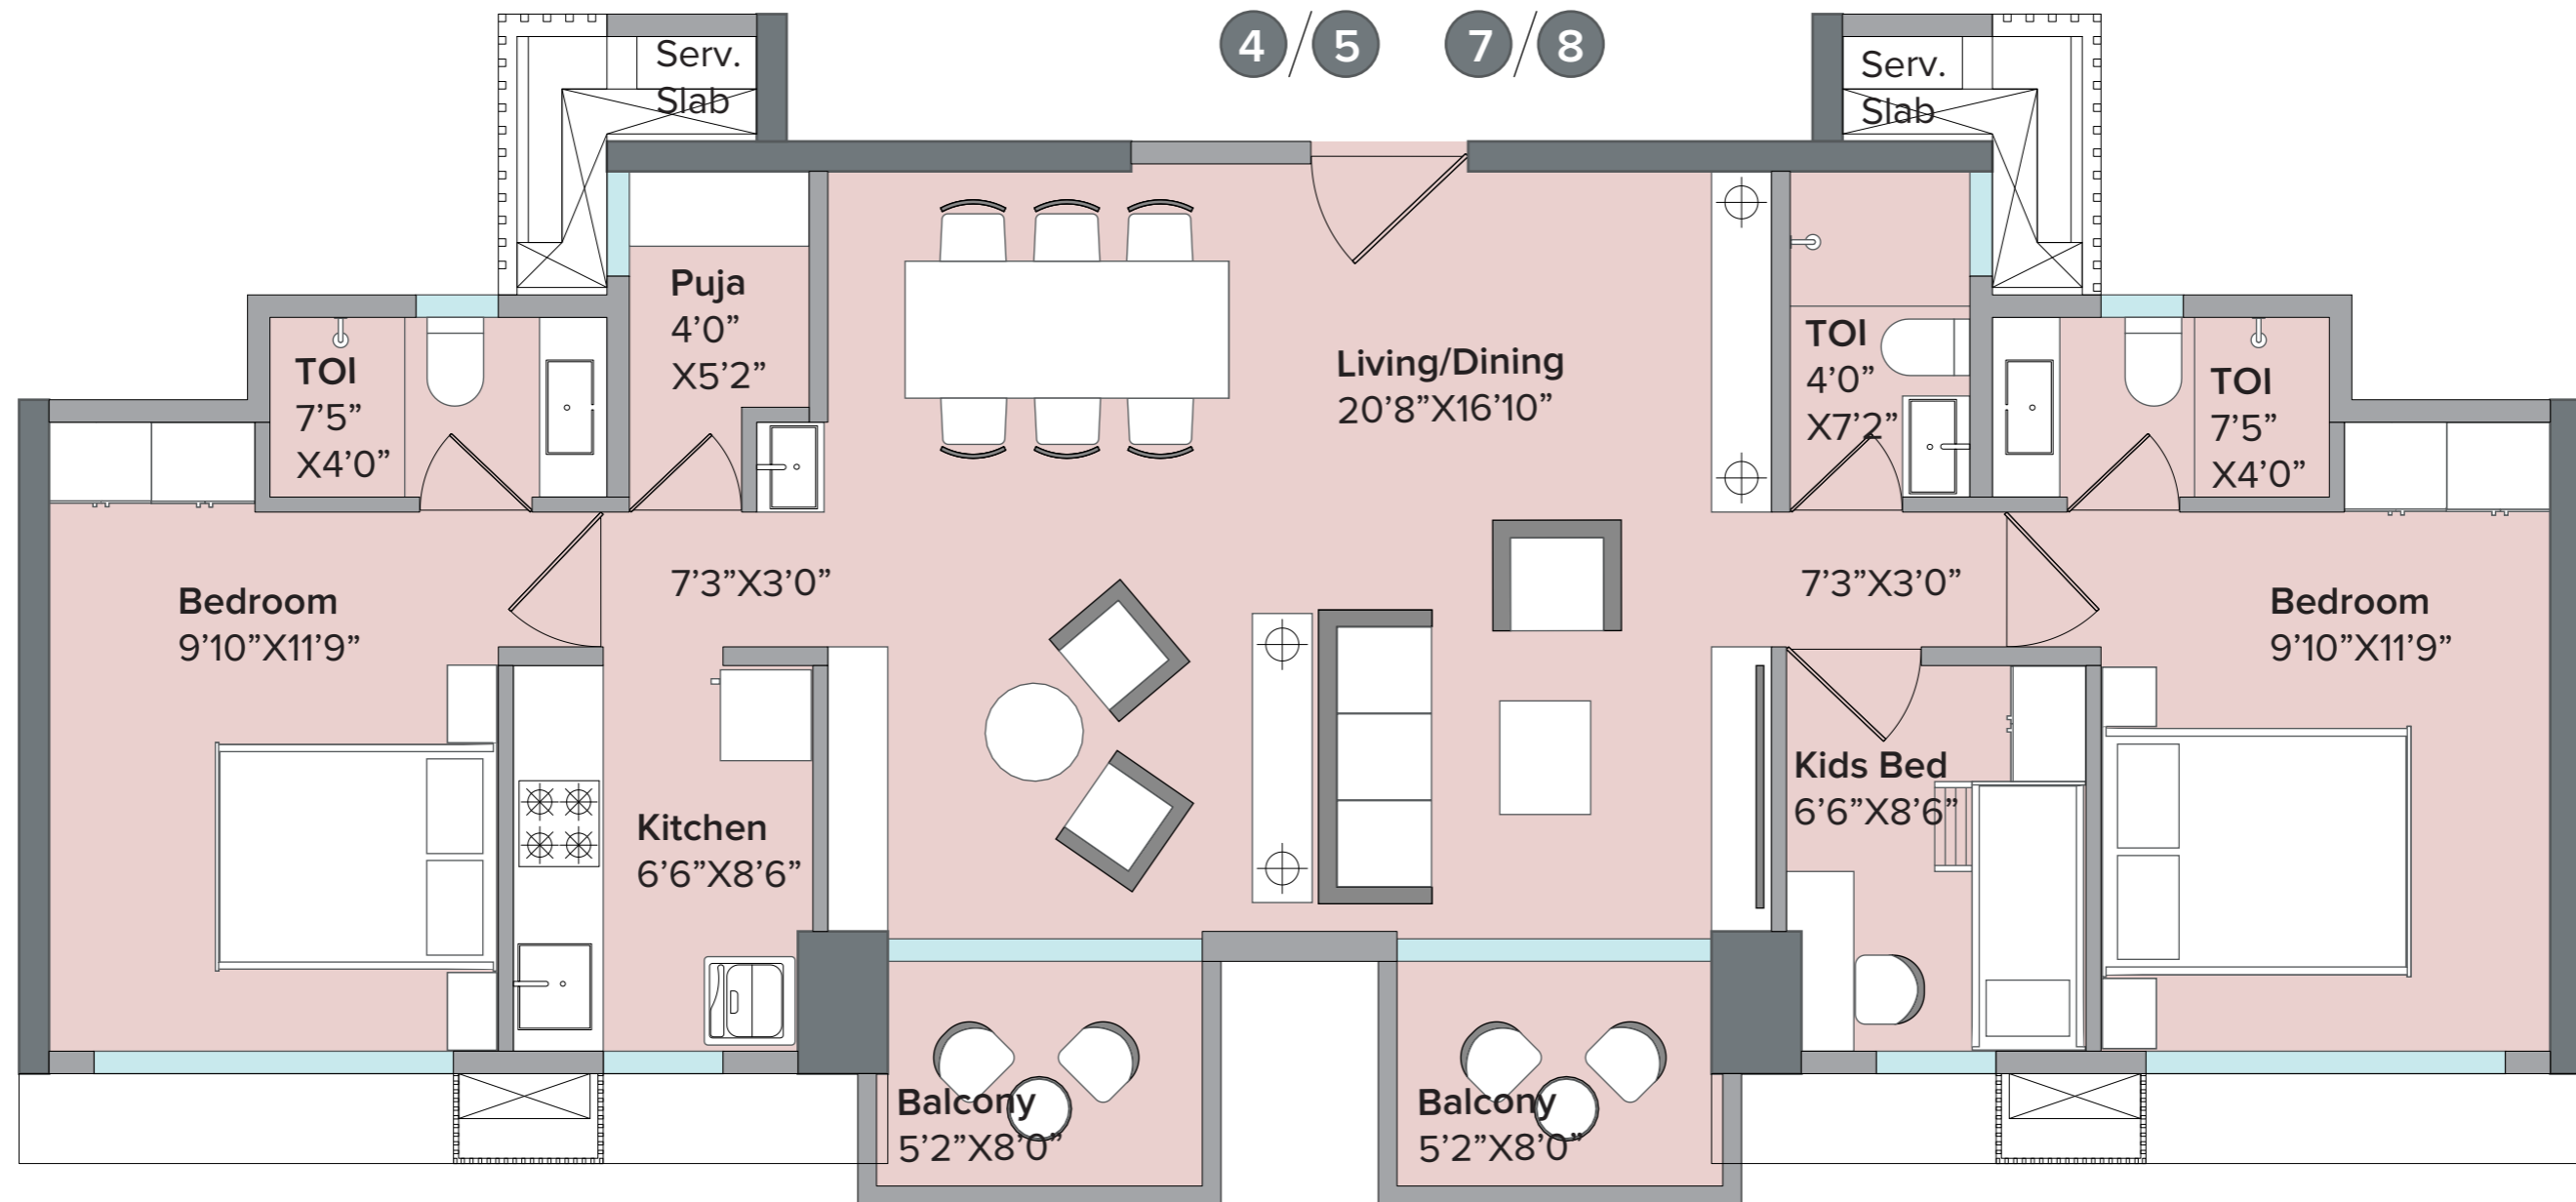 4/5 7/8
Serv.
Slab
Serv.
Slab
Puja
4’0”
X5’2”
TOI
7’5”
X4’0”
Living/Dining
20’8”X16’10”
TOI
4’0”
X7’2”
TOI
7’5”
X4’0”
Bedroom
9’10”X11’9”
7’3”X3’0”
7’3”X3’0”
Bedroom
9’10”X11’9”
Kitchen
6’6”X8’6”
Kids Bed
6’6”X8’6”
Balcony
5’2”X8’0”
Balcony
5’2”X8’0”